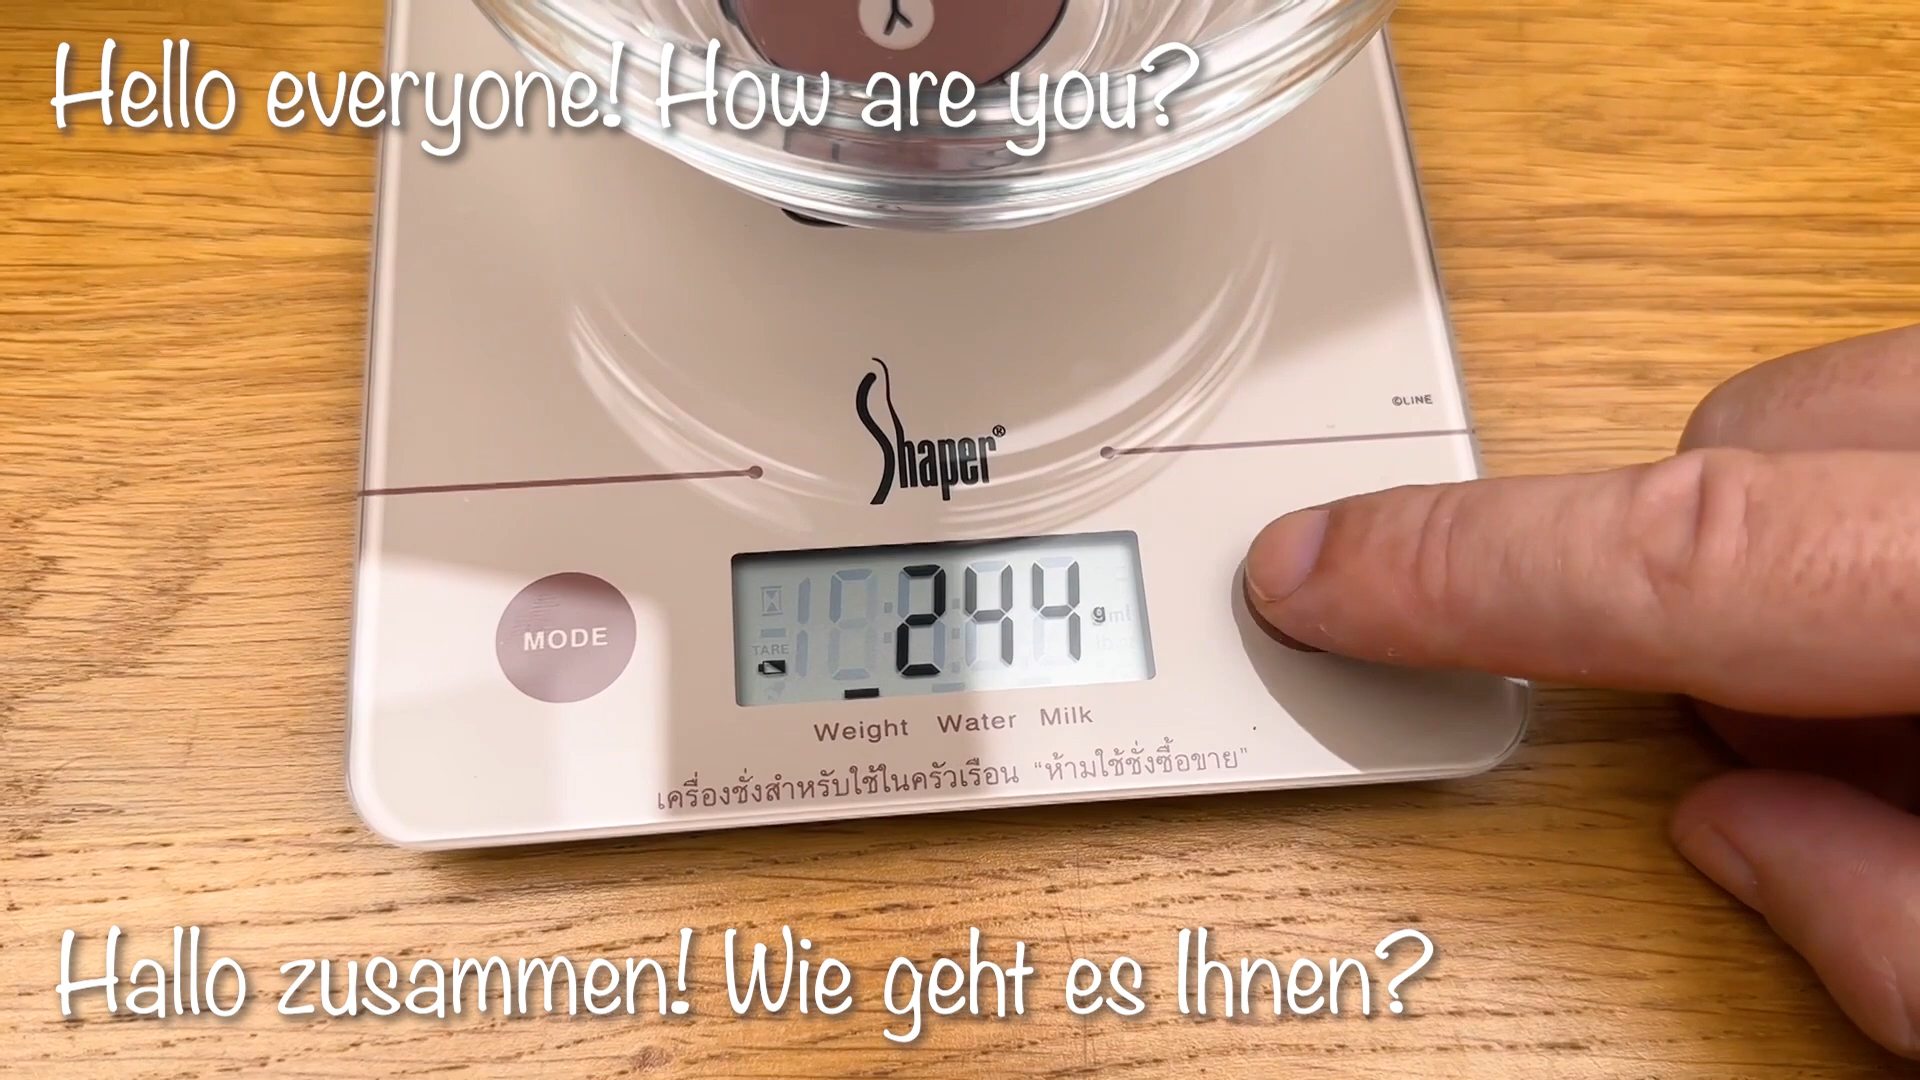 Hello everyone! How are you?
Shaper®
©LINE
MODE
TARE
244 g
Weight Water Milk
เครื่องชั่งสำหรับใช้ในครัวเรือน “ห้ามใช้ชั่งซื้อขาย”
Hallo zusammen! Wie geht es Ihnen?